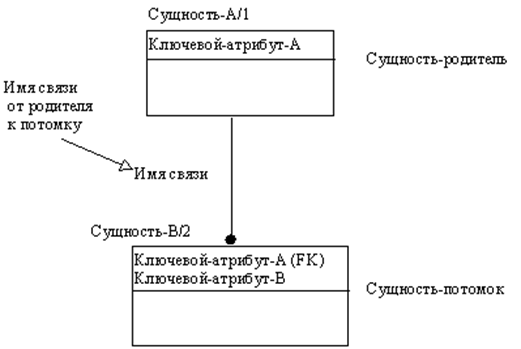 Сущность-А/1
Ключевой-атрибут-А
Сущность-родитель
Имя связи
от родителя
к потомку
Имя связи
Сущность-В/2
Ключевой-атрибут-А (FK)
Ключевой-атрибут-В
Сущность-потомок